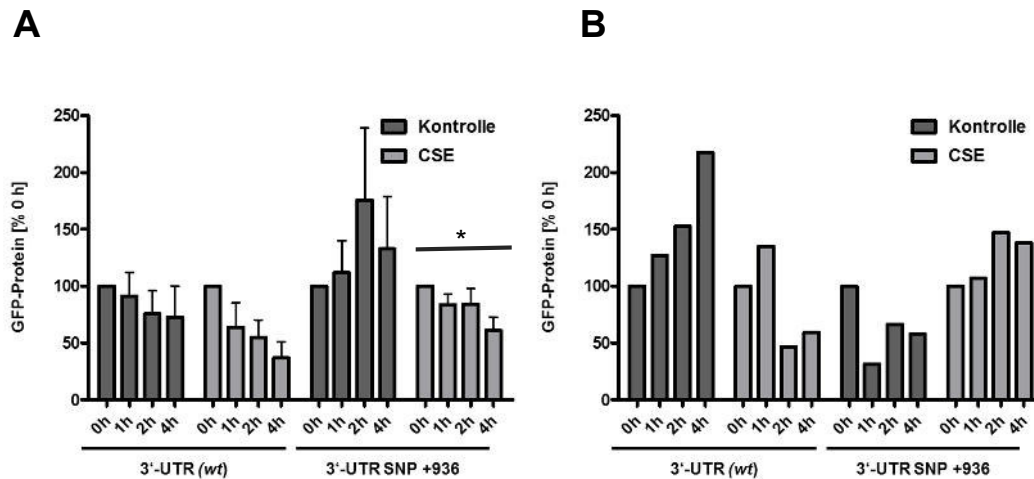 A
GFP-Protein [% 0 h]
250
200
150
100
50
0
Kontrolle
CSE
*
0h 1h 2h 4h 0h 1h 2h 4h 0h 1h 2h 4h 0h 1h 2h 4h
3‘-UTR (wt) 3‘-UTR SNP +936
B
GFP-Protein [% 0 h]
250
200
150
100
50
0
Kontrolle
CSE
0h 1h 2h 4h 0h 1h 2h 4h 0h 1h 2h 4h 0h 1h 2h 4h
3‘-UTR (wt) 3‘-UTR SNP +936